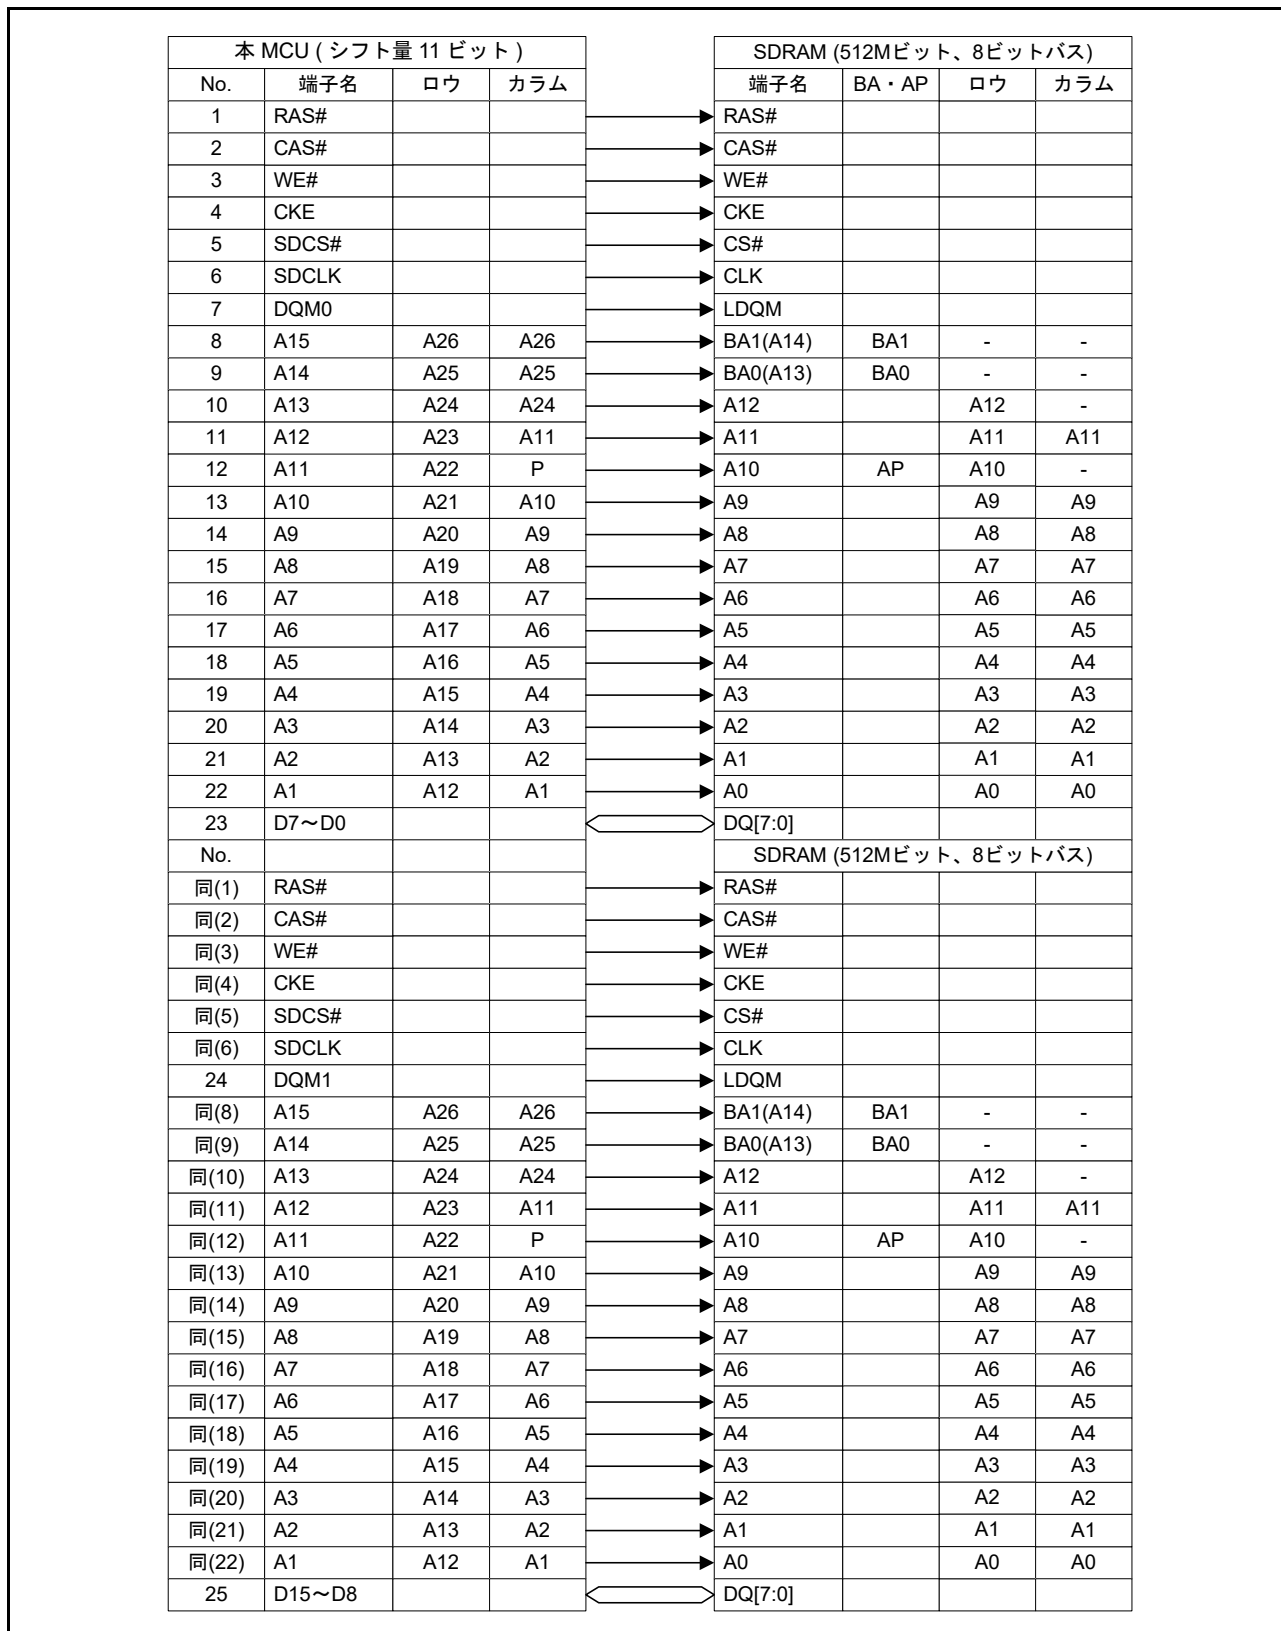 本 MCU ( シフト量 11 ビット ) SDRAM (512Mビット、8ビットバス)
No. 端子名 ロウ カラム 端子名 BA・AP ロウ カラム
1 RAS# RAS#
2 CAS# CAS#
3 WE# WE#
4 CKE CKE
5 SDCS# CS#
6 SDCLK CLK
7 DQM0 LDQM
8 A15 A26 A26 BA1(A14) BA1 - -
9 A14 A25 A25 BA0(A13) BA0 - -
10 A13 A24 A24 A12 A12 -
11 A12 A23 A11 A11 A11 A11
12 A11 A22 P A10 AP A10 -
13 A10 A21 A10 A9 A9 A9
14 A9 A20 A9 A8 A8 A8
15 A8 A19 A8 A7 A7 A7
16 A7 A18 A7 A6 A6 A6
17 A6 A17 A6 A5 A5 A5
18 A5 A16 A5 A4 A4 A4
19 A4 A15 A4 A3 A3 A3
20 A3 A14 A3 A2 A2 A2
21 A2 A13 A2 A1 A1 A1
22 A1 A12 A1 A0 A0 A0
23 D7～D0 DQ[7:0]
No. SDRAM (512Mビット、8ビットバス)
同(1) RAS# RAS#
同(2) CAS# CAS#
同(3) WE# WE#
同(4) CKE CKE
同(5) SDCS# CS#
同(6) SDCLK CLK
24 DQM1 LDQM
同(8) A15 A26 A26 BA1(A14) BA1 - -
同(9) A14 A25 A25 BA0(A13) BA0 - -
同(10) A13 A24 A24 A12 A12 -
同(11) A12 A23 A11 A11 A11 A11
同(12) A11 A22 P A10 AP A10 -
同(13) A10 A21 A10 A9 A9 A9
同(14) A9 A20 A9 A8 A8 A8
同(15) A8 A19 A8 A7 A7 A7
同(16) A7 A18 A7 A6 A6 A6
同(17) A6 A17 A6 A5 A5 A5
同(18) A5 A16 A5 A4 A4 A4
同(19) A4 A15 A4 A3 A3 A3
同(20) A3 A14 A3 A2 A2 A2
同(21) A2 A13 A2 A1 A1 A1
同(22) A1 A12 A1 A0 A0 A0
25 D15～D8 DQ[7:0]